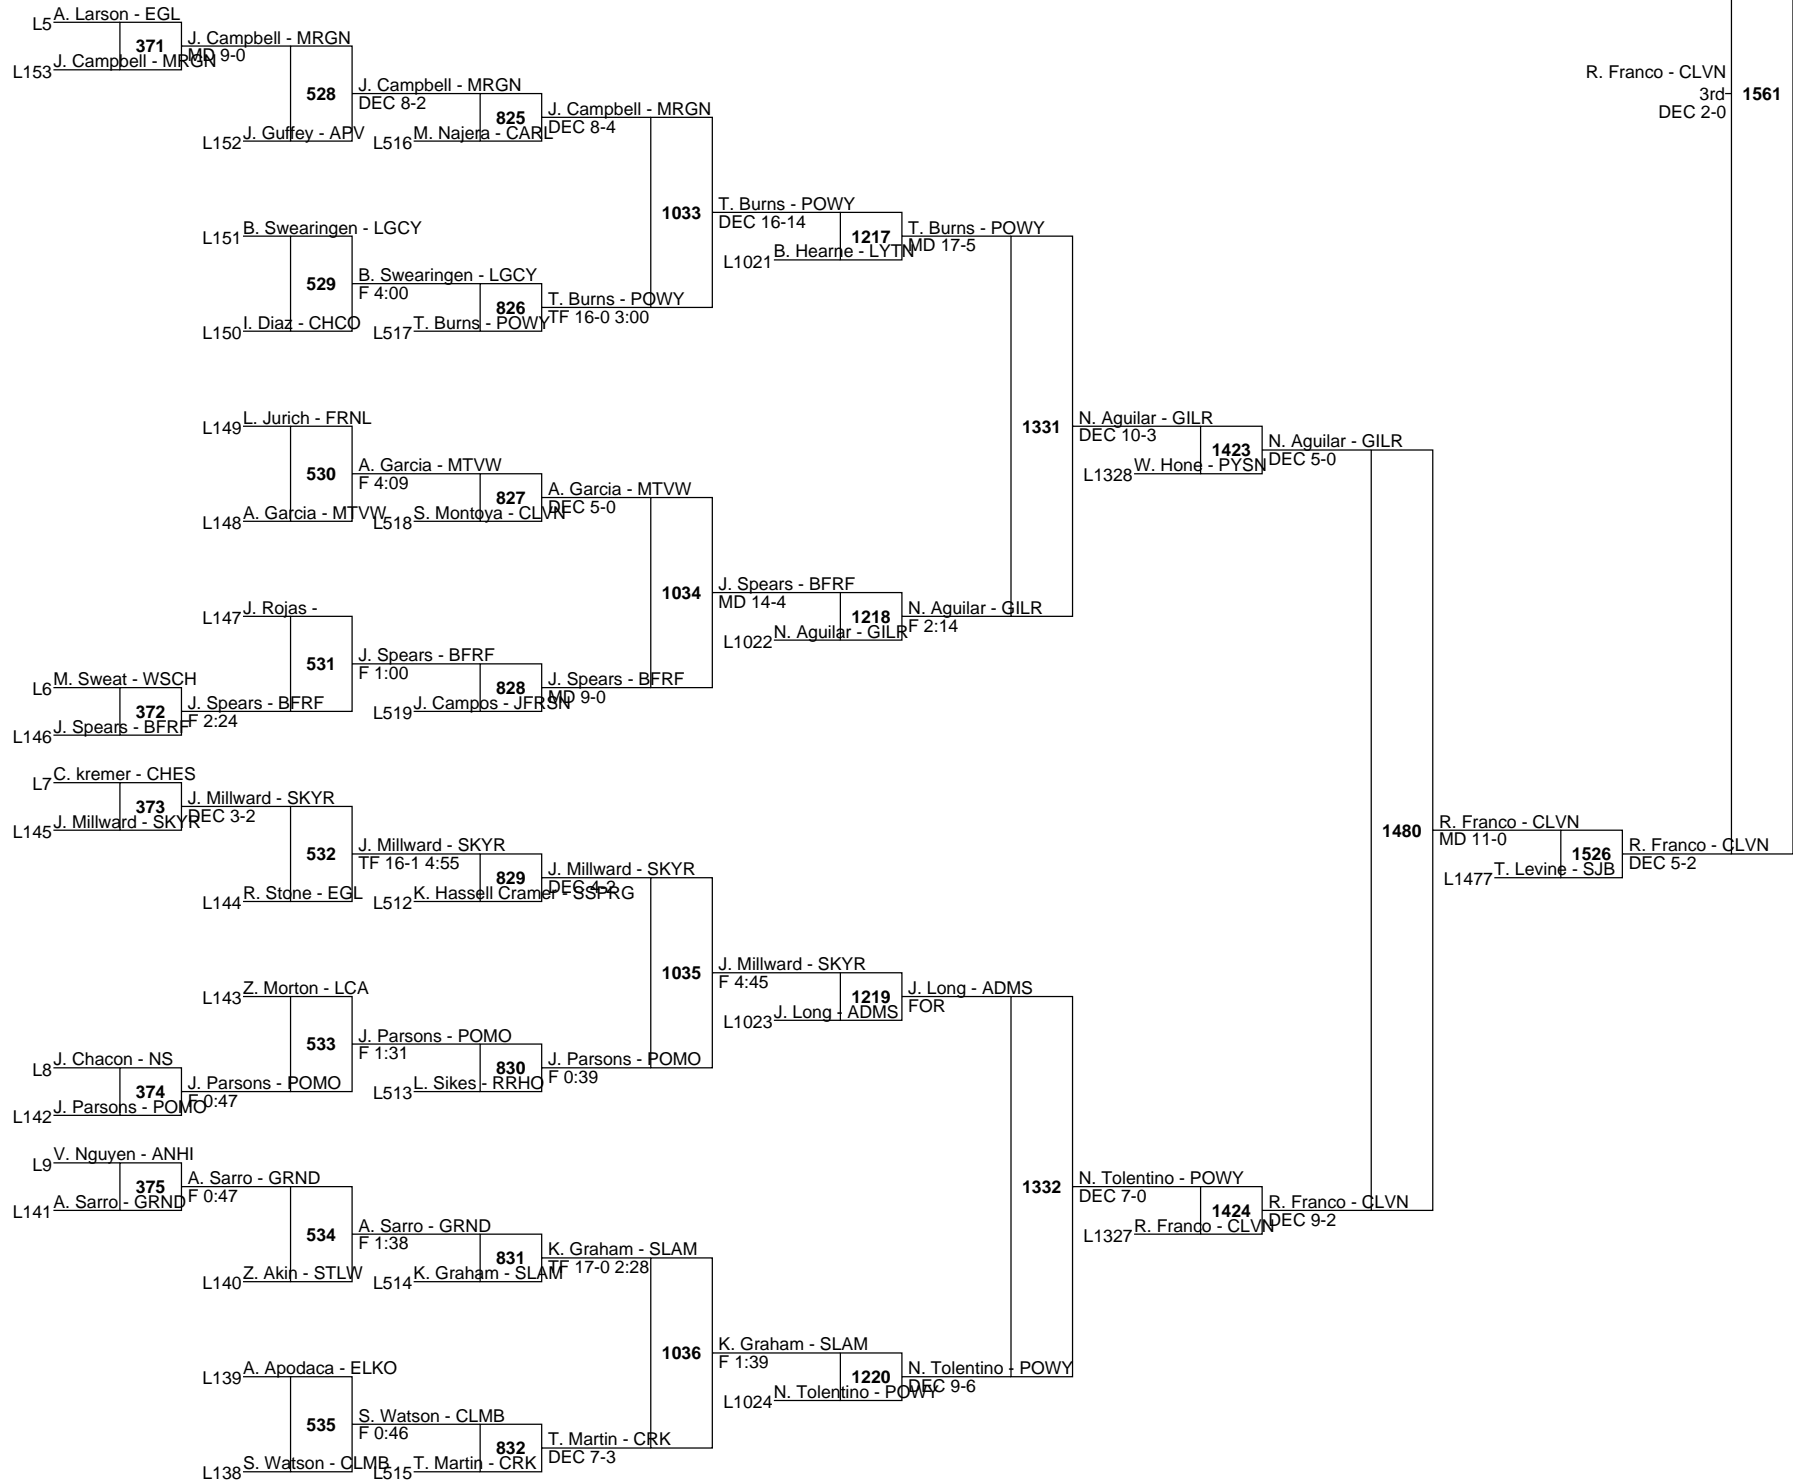 L5 A. Larson - EGL
371
L153 J. Campbell - MRGN
J. Campbell - MRGN
MD 9-0
528
L152 J. Guffey - APV
J. Campbell - MRGN
DEC 8-2
825
L516 M. Najera - CARL
J. Campbell - MRGN
DEC 8-4
1033
L151 B. Swearingen - LGCY
529
L150 I. Diaz - CHCO
B. Swearingen - LGCY
F 4:00
826
L517 T. Burns - POWY
T. Burns - POWY
TF 16-0 3:00
T. Burns - POWY
DEC 16-14
1217
L1021 B. Hearne - LYTN
T. Burns - POWY
MD 17-5
1331
L149 L. Jurich - FRNL
530
L148 A. Garcia - MTVW
A. Garcia - MTVW
F 4:09
827
L518 S. Montoya - CLVN
A. Garcia - MTVW
DEC 5-0
1034
L147 J. Rojas -
531
L6 M. Sweat - WSCH
372
L146 J. Spears - BFRF
J. Spears - BFRF
F 2:24
J. Spears - BFRF
F 1:00
828
L519 J. Campos - JFRSN
J. Spears - BFRF
MD 9-0
J. Spears - BFRF
MD 14-4
1218
L1022 N. Aguilar - GILR
N. Aguilar - GILR
F 2:14
N. Aguilar - GILR
DEC 10-3
1423
L1328 W. Hone - PYSN
N. Aguilar - GILR
DEC 5-0
1480
L7 C. kremer - CHES
373
L145 J. Millward - SKYR
J. Millward - SKYR
DEC 3-2
532
L144 R. Stone - EGL
J. Millward - SKYR
TF 16-1 4:55
829
L512 K. Hassell Cramer - SSPRG
J. Millward - SKYR
DEC 4-2
1035
L143 Z. Morton - LCA
533
L8 J. Chacon - NS
374
L142 J. Parsons - POMO
J. Parsons - POMO
F 0:47
J. Parsons - POMO
F 1:31
830
L513 L. Sikes - RRHO
J. Parsons - POMO
F 0:39
J. Millward - SKYR
F 4:45
1219
L1023 J. Long - ADMS
J. Long - ADMS
FOR
1332
L9 V. Nguyen - ANHI
375
L141 A. Sarro - GRND
A. Sarro - GRND
F 0:47
534
L140 Z. Akin - STLW
A. Sarro - GRND
F 1:38
831
L514 K. Graham - SLAM
K. Graham - SLAM
TF 17-0 2:28
1036
L139 A. Apodaca - ELKO
535
L138 S. Watson - CLMB
S. Watson - CLMB
F 0:46
832
L515 T. Martin - CRK
T. Martin - CRK
DEC 7-3
K. Graham - SLAM
F 1:39
1220
L1024 N. Tolentino - POWY
N. Tolentino - POWY
DEC 9-6
N. Tolentino - POWY
DEC 7-0
1424
L1327 R. Franco - CLVN
R. Franco - CLVN
DEC 9-2
R. Franco - CLVN
MD 11-0
1526
L1477 T. Levine - SJB
R. Franco - CLVN
DEC 5-2
R. Franco - CLVN
3rd 1561
DEC 2-0